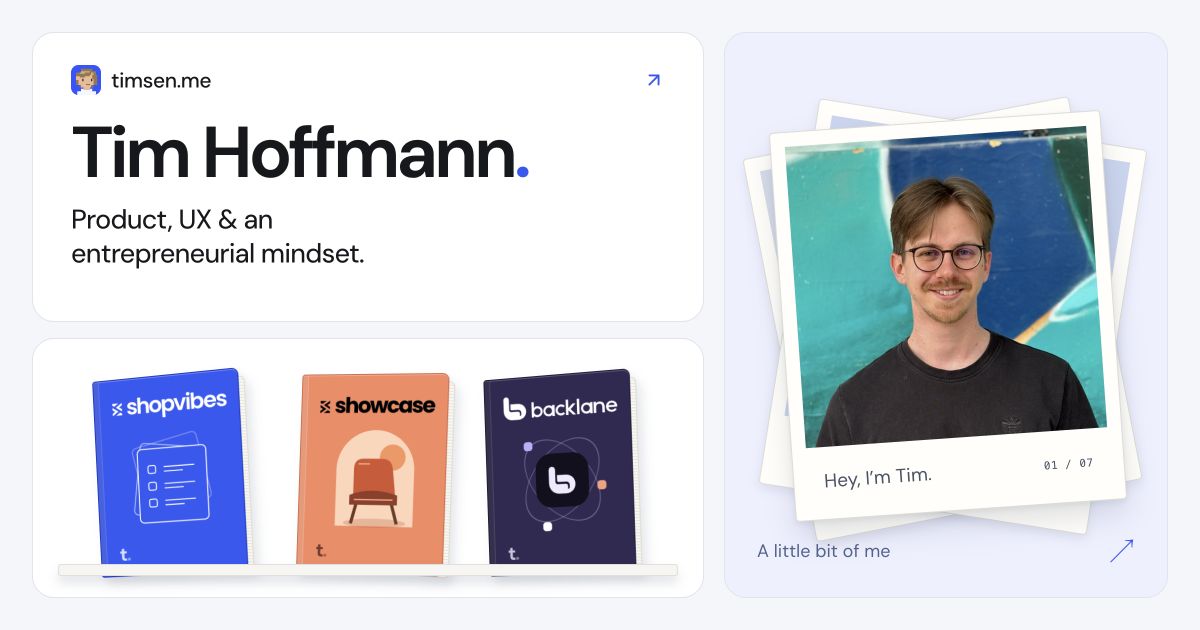 timsen.me
Tim Hoffmann.
Product, UX & an
entrepreneurial mindset.
shopvibes
t.
showcase
t.
backlane
t.
Hey, I’m Tim.
01 / 07
A little bit of me